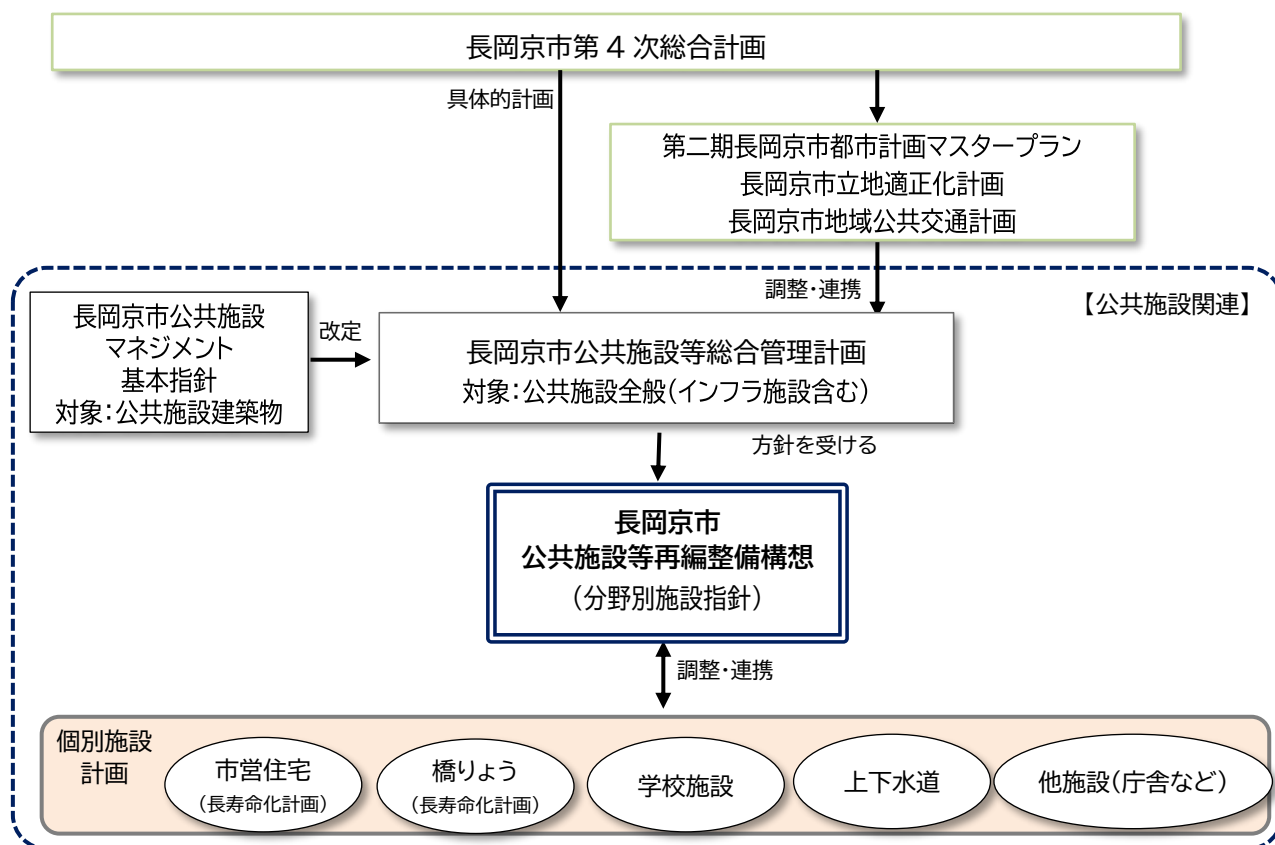 長岡京市第4次総合計画
具体的計画
第二期長岡京市都市計画マスタープラン
長岡京市立地適正化計画
長岡京市地域公共交通計画
調整・連携
【公共施設関連】
長岡京市公共施設
マネジメント
基本指針
対象：公共施設建築物
改定
長岡京市公共施設等総合管理計画
対象：公共施設全般（インフラ施設含む）
方針を受ける
長岡京市
公共施設等再編整備構想
（分野別施設指針）
調整・連携
個別施設
計画
市営住宅
（長寿命化計画）
橋りょう
（長寿命化計画）
学校施設
上下水道
他施設（庁舎など）